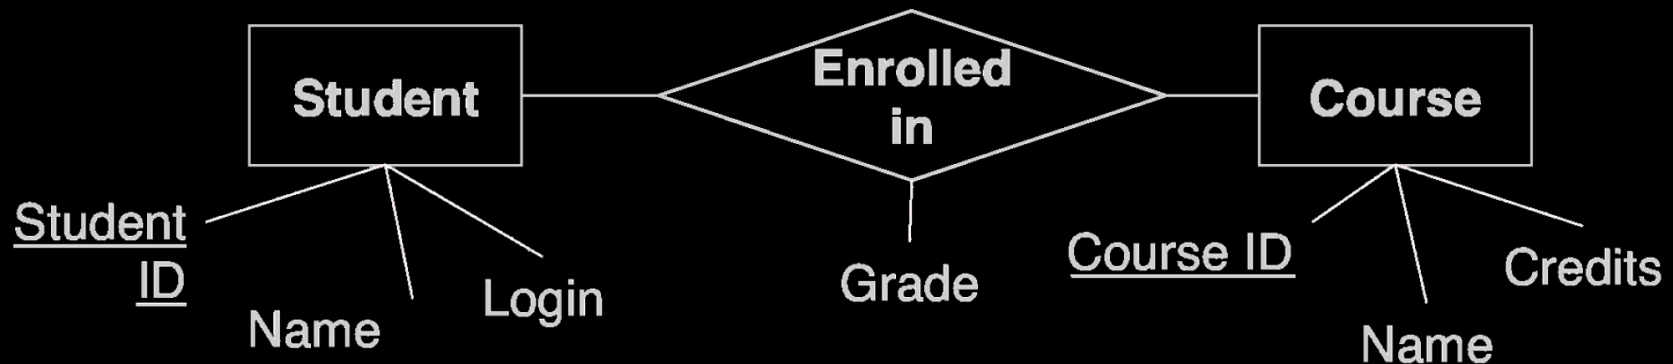 Student
Enrolled
in
Course
Student
ID
Name
Login
Grade
Course ID
Name
Credits